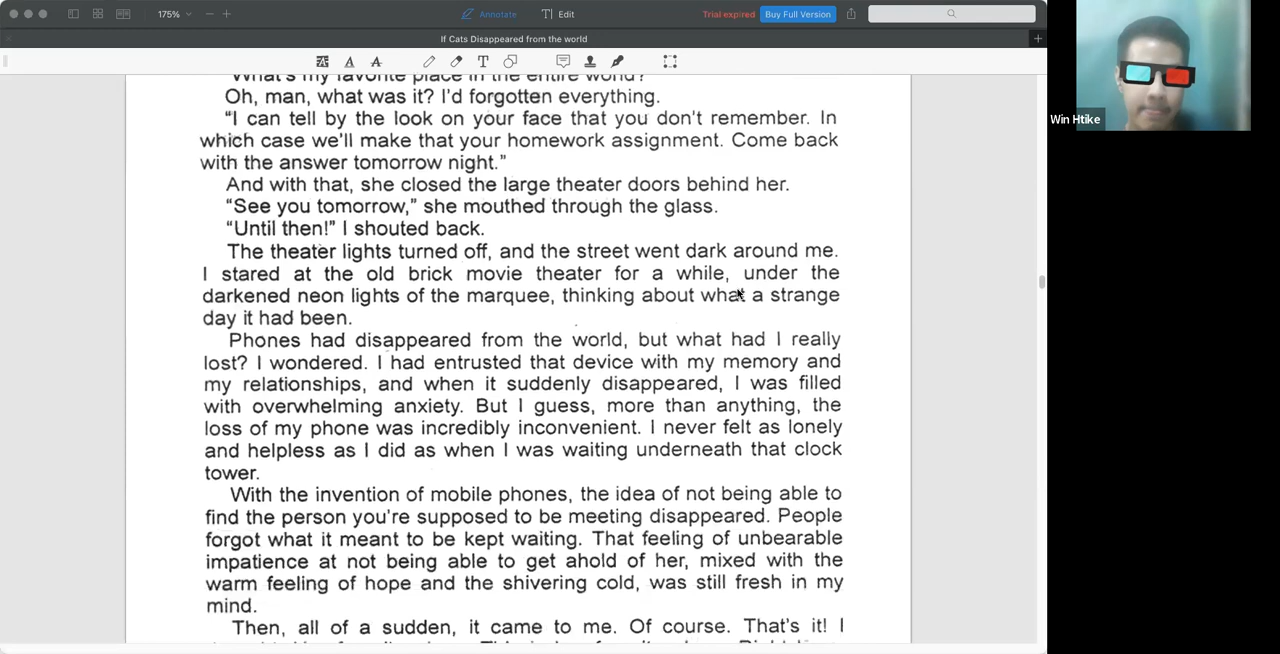 175%
Annotate
Edit
Trial expired
Buy Full Version
If Cats Disappeared from the world
"What's my favorite place in the entire world?
Oh, man, what was it? I'd forgotten everything.
“I can tell by the look on your face that you don't remember. In
which case we’ll make that your homework assignment. Come back
with the answer tomorrow night.”
And with that, she closed the large theater doors behind her.
“See you tomorrow,” she mouthed through the glass.
“Until then!” I shouted back.
The theater lights turned off, and the street went dark around me.
I stared at the old brick movie theater for a while, under the
darkened neon lights of the marquee, thinking about what a strange
day it had been.
Phones had disappeared from the world, but what had I really
lost? I wondered. I had entrusted that device with my memory and
my relationships, and when it suddenly disappeared, I was filled
with overwhelming anxiety. But I guess, more than anything, the
loss of my phone was incredibly inconvenient. I never felt as lonely
and helpless as I did as when I was waiting underneath that clock
tower.
With the invention of mobile phones, the idea of not being able to
find the person you're supposed to be meeting disappeared. People
forgot what it meant to be kept waiting. That feeling of unbearable
impatience at not being able to get ahold of her, mixed with the
warm feeling of hope and the shivering cold, was still fresh in my
mind.
Then, all of a sudden, it came to me. Of course. That’s it! I
Win Htike